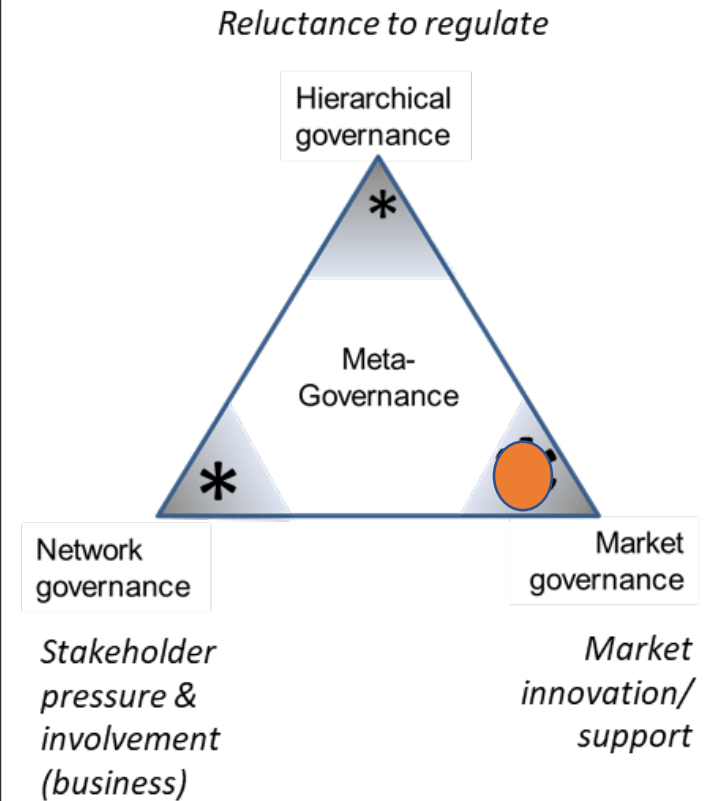 Reluctance to regulate
Hierarchical
governance
*
Meta-
Governance
*
Network
governance
Market
governance
Stakeholder
pressure &
involvement
(business)
Market
innovation/
support